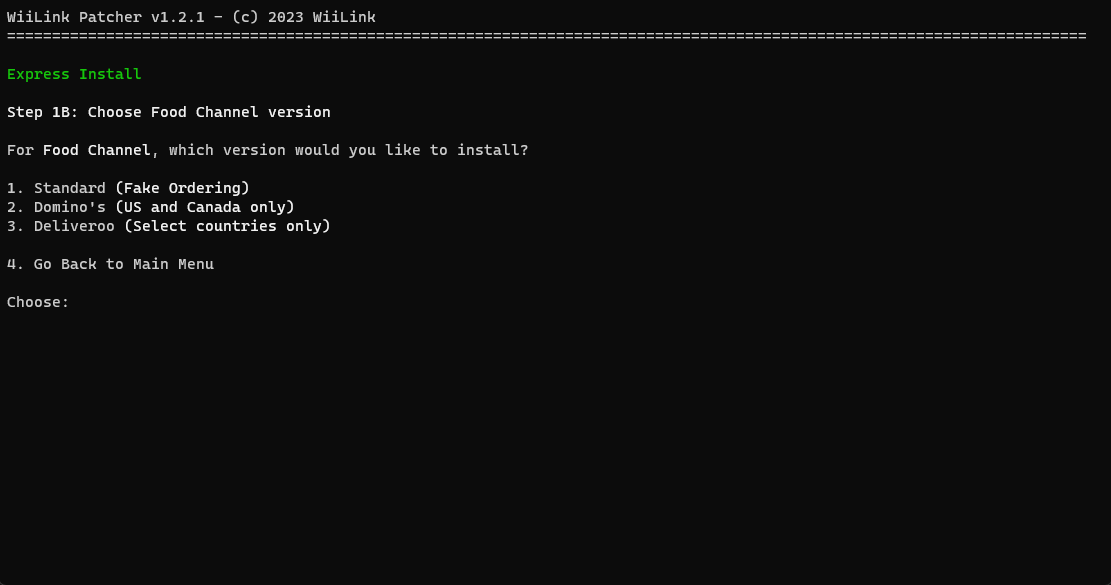 WiiLink Patcher v1.2.1 - (c) 2023 WiiLink
========================================================================================================================
Express Install
Step 1B: Choose Food Channel version
For Food Channel, which version would you like to install?
1. Standard (Fake Ordering)
2. Domino's (US and Canada only)
3. Deliveroo (Select countries only)
4. Go Back to Main Menu
Choose: